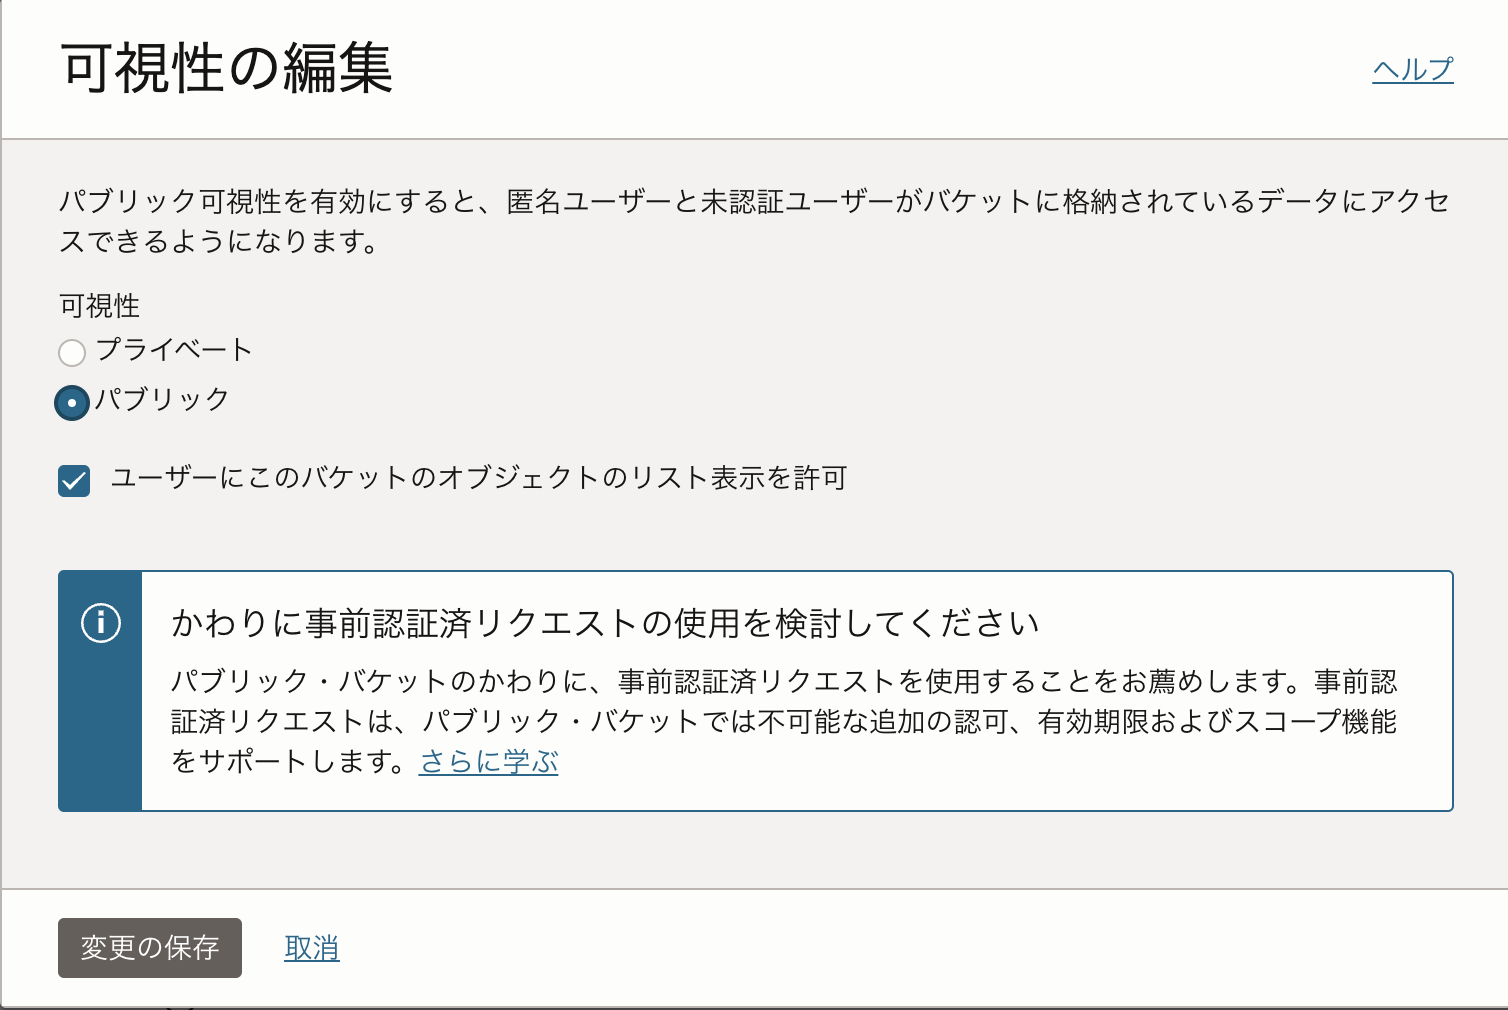 可視性の編集
ヘルプ
パブリック可視性を有効にすると、匿名ユーザーと未認証ユーザーがバケットに格納されているデータにアクセ
スできるようになります。
可視性
プライベート
パブリック
ユーザーにこのバケットのオブジェクトのリスト表示を許可
かわりに事前認証済リクエストの使用を検討してください
パブリック・バケットのかわりに、事前認証済リクエストを使用することをお薦めします。事前認
証済リクエストは、パブリック・バケットでは不可能な追加の認可、有効期限およびスコープ機能
をサポートします。さらに学ぶ
変更の保存
取消